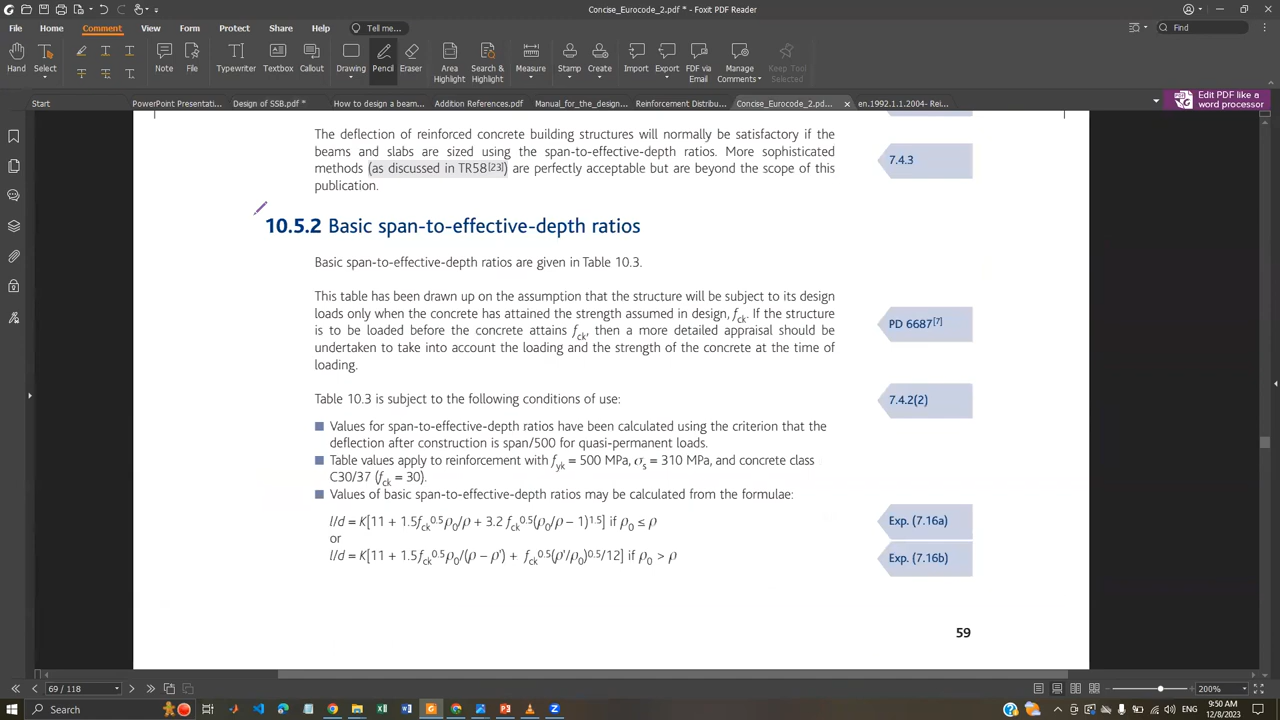 Concise_Eurocode_2.pdf * - Foxit PDF Reader
File Home Comment View Form Protect Share Help Tell me... Find
Hand Select Note File Typewriter Textbox Callout Drawing Pencil Eraser Area Highlight Search & Highlight Measure Stamp Create Import Export FDF via Email Manage Comments Keep Tool Selected
Start PowerPoint Presentati... Design of SSB.pdf * How to design a beam... Addition References.pdf Manual_for_the_design... Reinforcement Distribu... Concise_Eurocode_2.pd... en.1992.1.1.2004- Rei... Edit PDF like a word processor
The deflection of reinforced concrete building structures will normally be satisfactory if the
beams and slabs are sized using the span-to-effective-depth ratios. More sophisticated
methods (as discussed in TR58[23]) are perfectly acceptable but are beyond the scope of this
publication.
7.4.3
10.5.2 Basic span-to-effective-depth ratios
Basic span-to-effective-depth ratios are given in Table 10.3.
This table has been drawn up on the assumption that the structure will be subject to its design
loads only when the concrete has attained the strength assumed in design, fck. If the structure
is to be loaded before the concrete attains fck, then a more detailed appraisal should be
undertaken to take into account the loading and the strength of the concrete at the time of
loading.
PD 6687[7]
Table 10.3 is subject to the following conditions of use:
7.4.2(2)
■ Values for span-to-effective-depth ratios have been calculated using the criterion that the
deflection after construction is span/500 for quasi-permanent loads.
■ Table values apply to reinforcement with fyk = 500 MPa, σs = 310 MPa, and concrete class
C30/37 (fck = 30).
■ Values of basic span-to-effective-depth ratios may be calculated from the formulae:
l/d = K[11 + 1.5fck0.5ρ0/ρ + 3.2 fck0.5(ρ0/ρ – 1)1.5] if ρ0 ≤ ρ
Exp. (7.16a)
or
l/d = K[11 + 1.5fck0.5ρ0/(ρ – ρ') + fck0.5(ρ'/ρ0)0.5/12] if ρ0 > ρ
Exp. (7.16b)
59
69 / 118
200%
Search
9:50 AM
12/8/2023